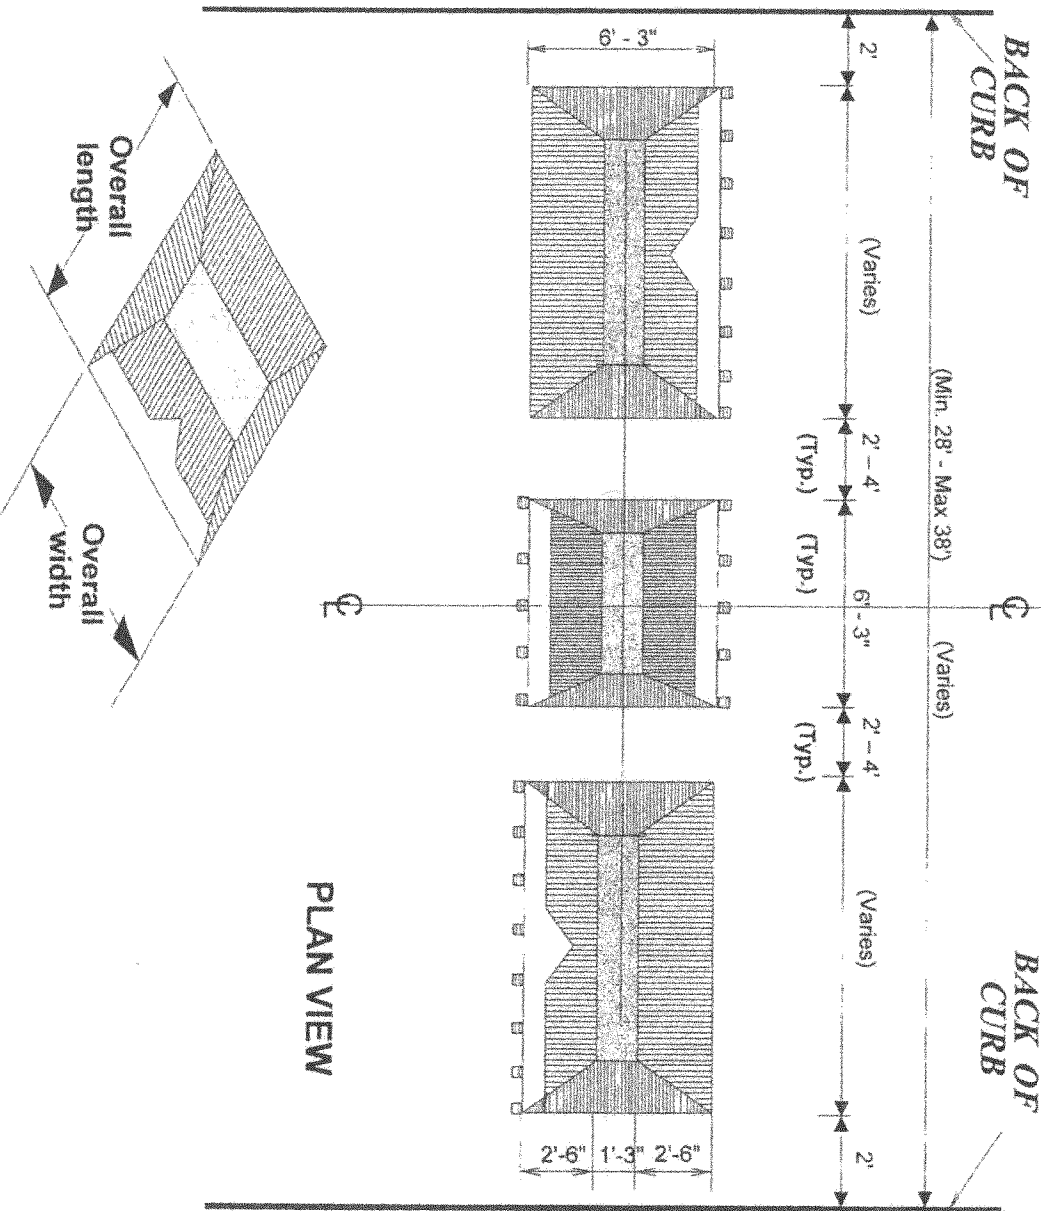 BACK OF
CURB
BACK OF
CURB
(Min. 28' - Max 38')
(Varies)
2'
(Varies)
2' – 4'
(Typ.)
6' - 3"
(Typ.)
2' – 4'
(Typ.)
(Varies)
2'
6' - 3"
2'-6"
1'-3"
2'-6"
CL
CL
Overall
length
Overall
width
PLAN VIEW